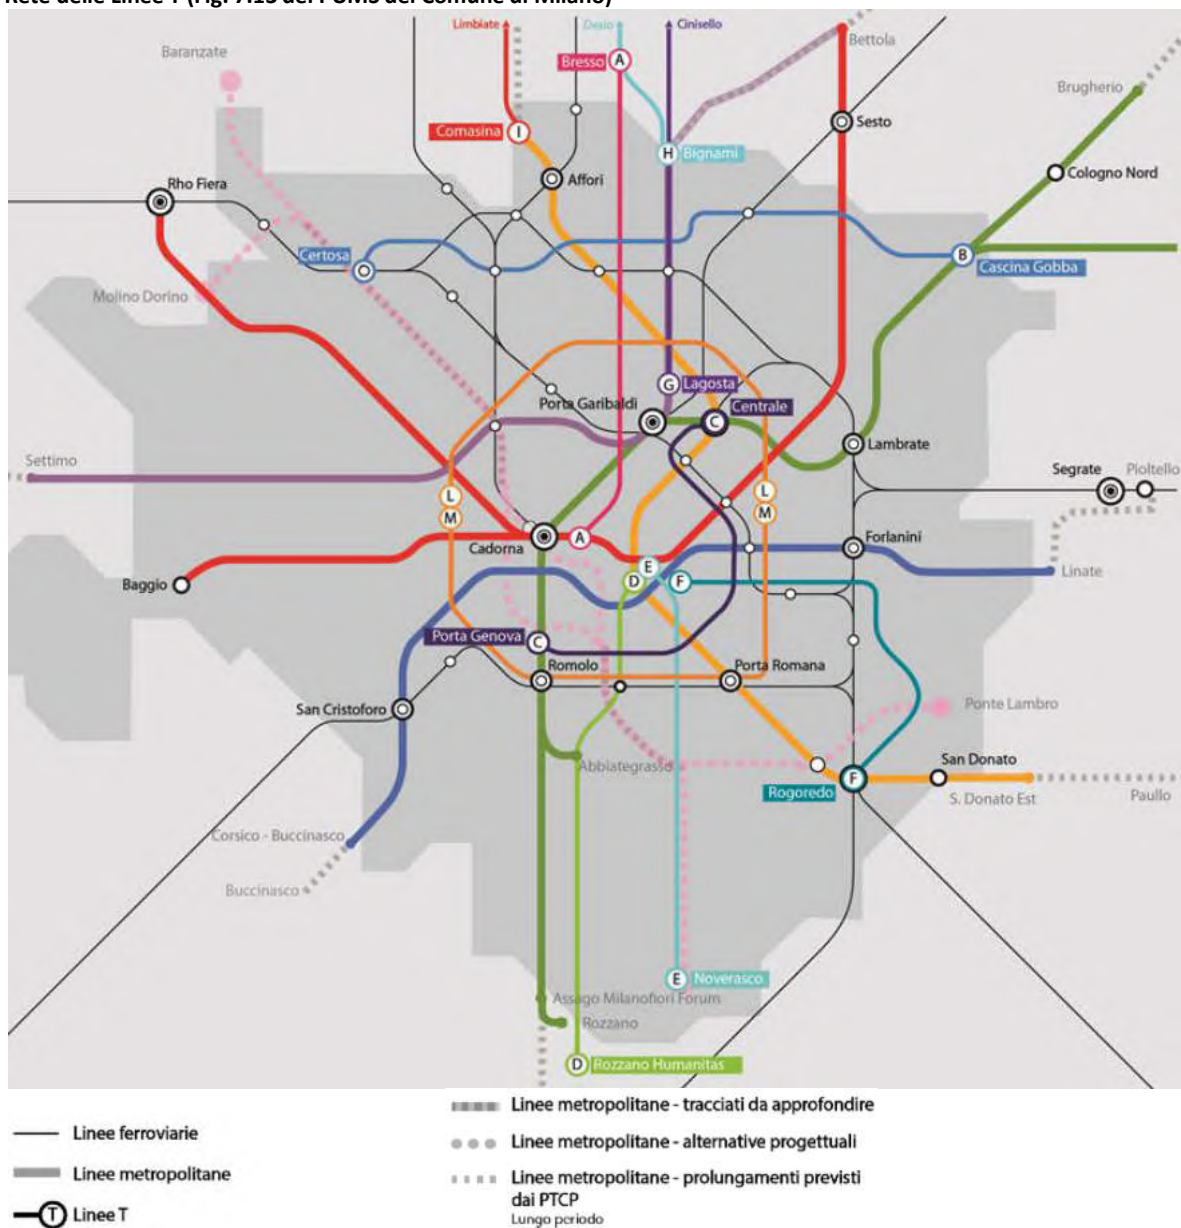 Rete delle Linee T (Fig. 7.13 del PUMS del Comune di Milano)
Limbiate
Desio
Cinisello
Baranzate
Bresso
A
Bettola
Brugherio
Comasina
I
H
Bignami
Sesto
Rho Fiera
Affori
Cologno Nord
Certosa
B
Cascina Gobba
Molino Dorino
G
Lagosta
Porta Garibaldi
Centrale
C
Lambrate
Settimo
Segrate
Pioltello
L
M
L
M
Cadorna
A
Forlanini
Baggio
E
D
F
Linate
Porta Genova
C
Romolo
Porta Romana
San Cristoforo
Ponte Lambro
Abbiategrasso
San Donato
Rogoredo
F
S. Donato Est
Paullo
Corsico - Buccinasco
Buccinasco
E
Noverasco
Assago Milanofiori Forum
Rozzano
D
Rozzano Humanitas
Linee ferroviarie
Linee metropolitane
T
Linee T
Linee metropolitane - tracciati da approfondire
Linee metropolitane - alternative progettuali
Linee metropolitane - prolungamenti previsti
dai PTCP
Lungo periodo